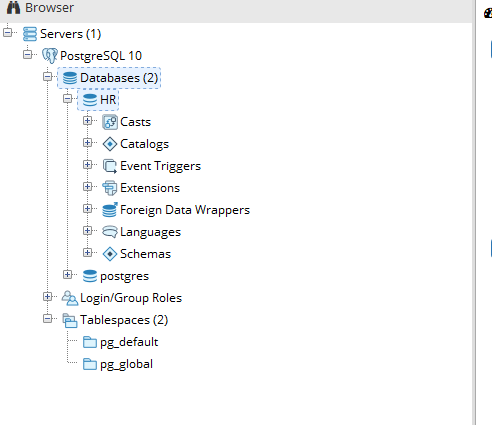 Browser
Servers (1)
PostgreSQL 10
Databases (2)
HR
Casts
Catalogs
Event Triggers
Extensions
Foreign Data Wrappers
Languages
Schemas
postgres
Login/Group Roles
Tablespaces (2)
pg_default
pg_global